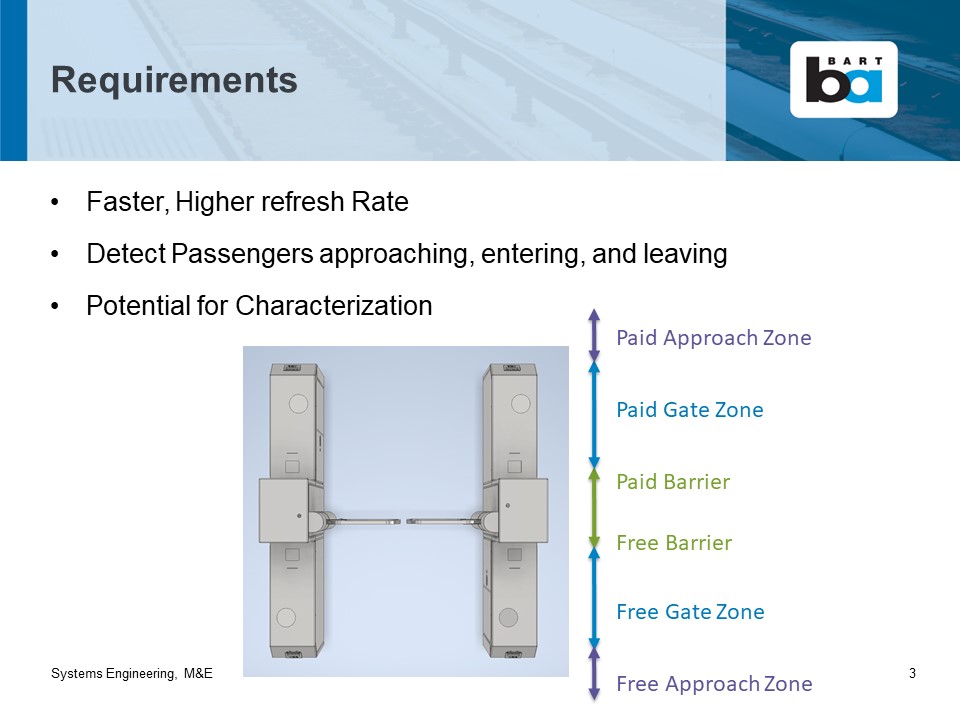 Requirements
BART
ba
• Faster, Higher refresh Rate
• Detect Passengers approaching, entering, and leaving
• Potential for Characterization
Paid Approach Zone
Paid Gate Zone
Paid Barrier
Free Barrier
Free Gate Zone
Free Approach Zone
Systems Engineering, M&E
3